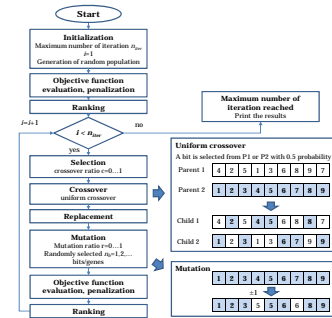 Start
Initialization
Maximum number of iteration n_iter
i=1
Generation of random population
Objective function
evaluation, penalization
Ranking
i=i+1
i < n_iter
no
yes
Maximum number of
iteration reached
Print the results
Selection
crossover ratio c=0…1
Crossover
uniform crossover
Replacement
Mutation
Mutation ratio r=0…1
Randomly selected n_b=1,2,…
bits/genes
Objective function
evaluation, penalization
Ranking
Uniform crossover
A bit is selected from P1 or P2 with 0.5 probability
Parent 1 4 2 5 1 3 6 8 9 7
Parent 2 1 2 3 4 5 6 7 8 9
Child 1 4 2 5 4 5 6 8 8 7
Child 2 1 2 3 1 3 6 7 9 9
Mutation
1 2 3 4 5 6 7 8 9
±1
1 2 3 5 5 6 6 8 9